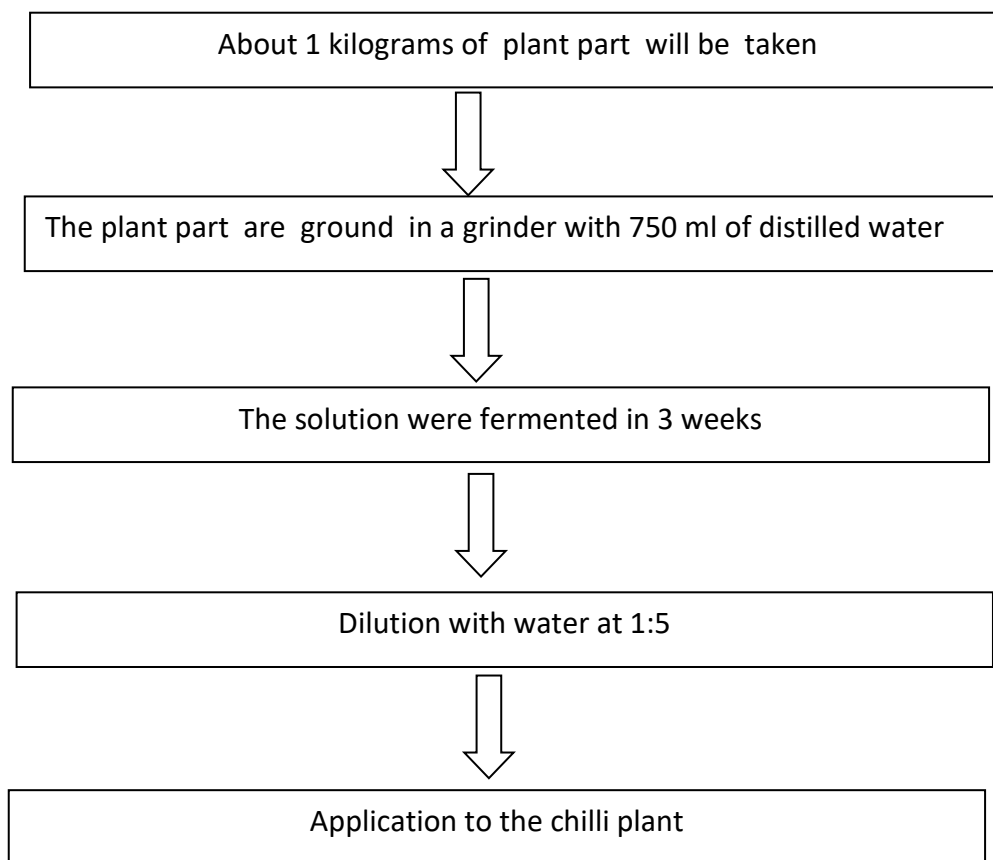 About 1 kilograms of plant part will be taken
The plant part are ground in a grinder with 750 ml of distilled water
The solution were fermented in 3 weeks
Dilution with water at 1:5
Application to the chilli plant